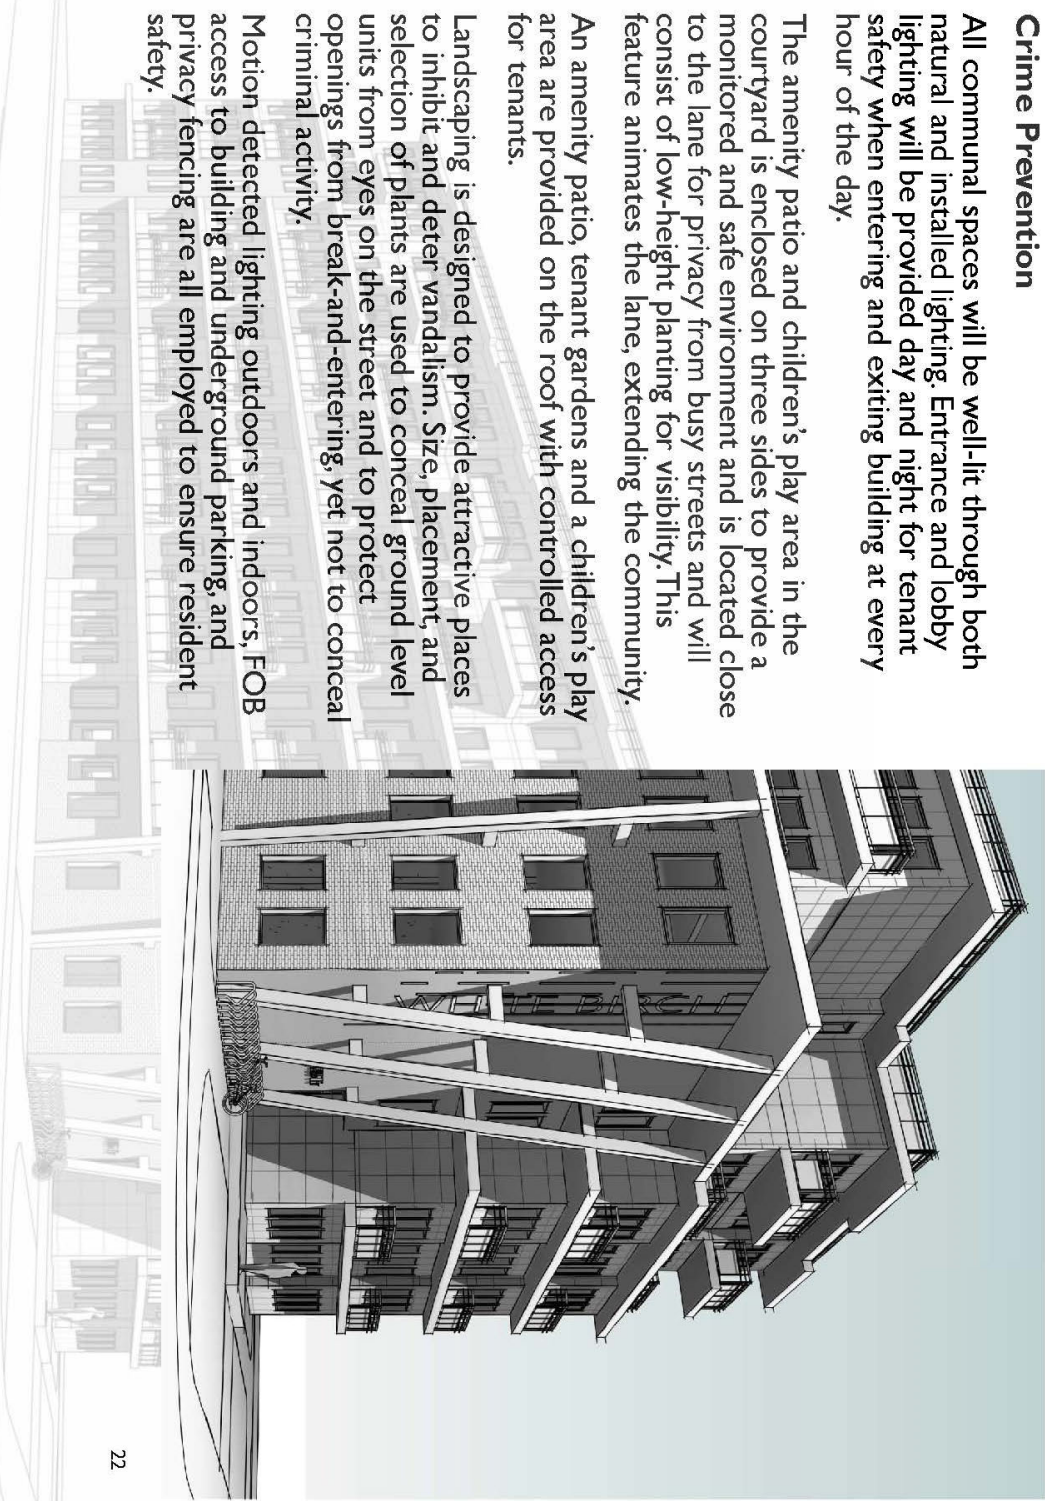 Crime Prevention
All communal spaces will be well-lit through both
natural and installed lighting. Entrance and lobby
lighting will be provided day and night for tenant
safety when entering and exiting building at every
hour of the day.
The amenity patio and children's play area in the
courtyard is enclosed on three sides to provide a
monitored and safe environment and is located close
to the lane for privacy from busy streets and will
consist of low-height planting for visibility. This
feature animates the lane, extending the community.
An amenity patio, tenant gardens and a children's play
area are provided on the roof with controlled access
for tenants.
Landscaping is designed to provide attractive places
to inhibit and deter vandalism. Size, placement, and
selection of plants are used to conceal ground level
units from eyes on the street and to protect
openings from break-and-entering, yet not to conceal
criminal activity.
Motion detected lighting outdoors and indoors, FOB
access to building and underground parking, and
privacy fencing are all employed to ensure resident
safety.
WHITE BIRCH
22